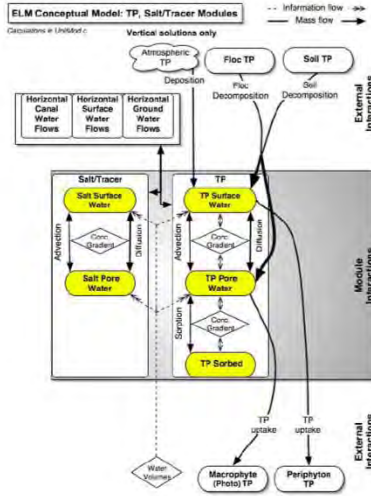 ELM Conceptual Model: TP, Salt/Tracer Modules
Information flow
Mass flow
Calculations in UnitMod.c
Vertical solutions only
Atmospheric
TP
Floc TP
Soil TP
Deposition
Floc
Decomposition
Soil
Decomposition
External
Interactions
Horizontal
Canal
Water
Flows
Horizontal
Surface
Water
Flows
Horizontal
Ground
Water
Flows
Salt/Tracer
TP
Salt Surface
Water
TP Surface
Water
Advection
Conc.
Gradient
Diffusion
Advection
Conc.
Gradient
Diffusion
Salt Pore
Water
TP Pore
Water
Module
Interactions
Sorption
Conc.
Gradient
TP Sorbed
TP
uptake
TP
uptake
External
Interactions
Water
Volumes
Macrophyte
(Photo) TP
Periphyton
TP